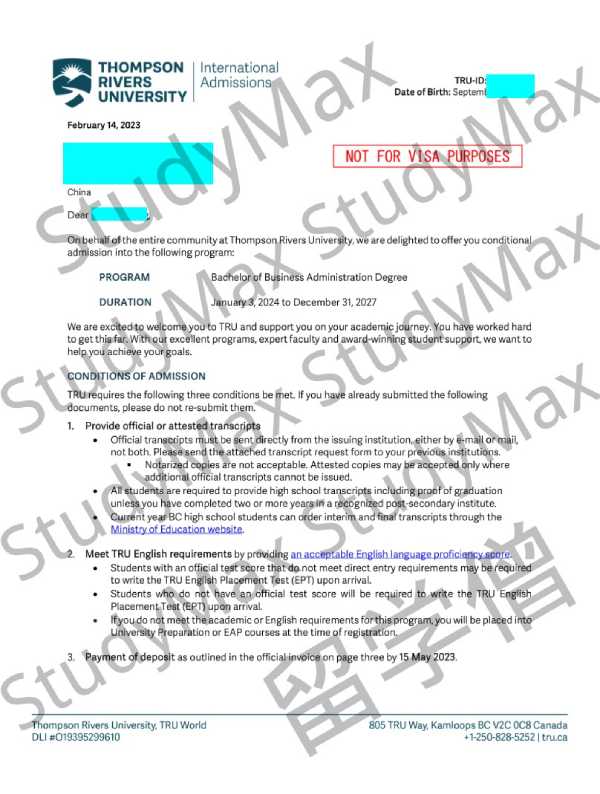 THOMPSON RIVERS UNIVERSITY
International Admissions
TRU-ID:
Date of Birth: Septem
February 14, 2023
NOT FOR VISA PURPOSES
China
Dear
On behalf of the entire community at Thompson Rivers University, we are delighted to offer you conditional
admission into the following program:
PROGRAM Bachelor of Business Administration Degree
DURATION January 3, 2024 to December 31, 2027
We are excited to welcome you to TRU and support you on your academic journey. You have worked hard
to get this far. With our excellent programs, expert faculty and award-winning student support, we want to
help you achieve your goals.
CONDITIONS OF ADMISSION
TRU requires the following three conditions be met. If you have already submitted the following
documents, please do not re-submit them.
1. Provide official or attested transcripts
• Official transcripts must be sent directly from the issuing institution, either by e-mail or mail,
not both. Please send the attached transcript request form to your previous institutions.
▪ Notarized copies are not acceptable. Attested copies may be accepted only where
additional official transcripts cannot be issued.
• All students are required to provide high school transcripts including proof of graduation
unless you have completed two or more years in a recognized post-secondary institute.
• Current year BC high school students can order interim and final transcripts through the
Ministry of Education website.
2. Meet TRU English requirements by providing an acceptable English language proficiency score.
• Students with an official test score that do not meet direct entry requirements may be required
to write the TRU English Placement Test (EPT) upon arrival.
• Students who do not have an official test score will be required to write the TRU English
Placement Test (EPT) upon arrival.
• If you do not meet the academic or English requirements for this program, you will be placed into
University Preparation or EAP courses at the time of registration.
3. Payment of deposit as outlined in the official invoice on page three by 15 May 2023.
Thompson Rivers University, TRU World
DLI #O19395299610
805 TRU Way, Kamloops BC V2C 0C8 Canada
+1-250-828-5252 | tru.ca
StudyMax StudyMax
StudyMax StudyMax
StudyMax StudyMax
StudyMax 留学僧